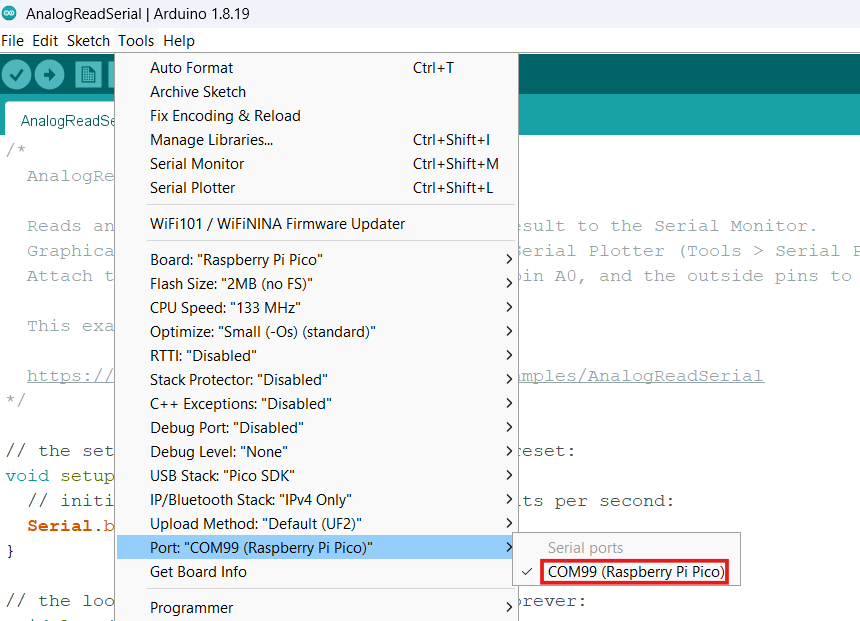 AnalogReadSerial | Arduino 1.8.19
File Edit Sketch Tools Help
AnalogReadSe
Auto Format Ctrl+T
Archive Sketch
Fix Encoding & Reload
Manage Libraries... Ctrl+Shift+I
Serial Monitor Ctrl+Shift+M
Serial Plotter Ctrl+Shift+L
WiFi101 / WiFiNINA Firmware Updater
Board: "Raspberry Pi Pico"
Flash Size: "2MB (no FS)"
CPU Speed: "133 MHz"
Optimize: "Small (-Os) (standard)"
RTTI: "Disabled"
Stack Protector: "Disabled"
C++ Exceptions: "Disabled"
Debug Port: "Disabled"
Debug Level: "None"
USB Stack: "Pico SDK"
IP/Bluetooth Stack: "IPv4 Only"
Upload Method: "Default (UF2)"
Port: "COM99 (Raspberry Pi Pico)"
Get Board Info
Programmer
Serial ports
COM99 (Raspberry Pi Pico)
/*
AnalogRe
Reads an sult to the Serial Monitor.
Graphica Serial Plotter (Tools > Serial P
Attach t pin A0, and the outside pins to
This exa
https:// mples/AnalogReadSerial
*/
// the set reset:
void setup
// initi ts per second:
Serial.b
}
// the loo rever: